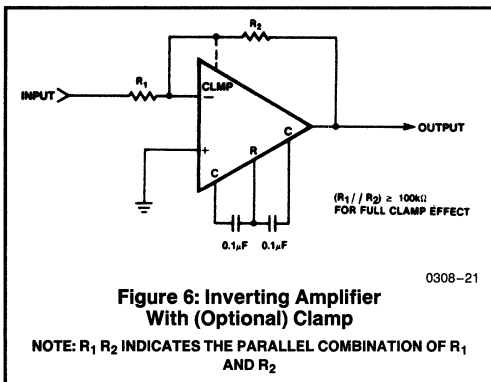 R2
CLMP
R1
INPUT
−
C
OUTPUT
R
+
C
(R1 // R2) ≥ 100kΩ
FOR FULL CLAMP EFFECT
0.1μF 0.1μF
0308–21
Figure 6: Inverting Amplifier
With (Optional) Clamp
NOTE: R1 R2 INDICATES THE PARALLEL COMBINATION OF R1
AND R2